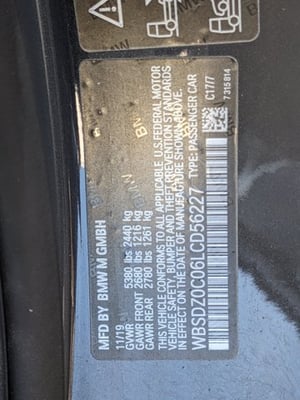 MFD BY
BMW M GMBH
11/19
GVWR 5380 lbs 2440 kg
GAWR FRONT 2680 lbs 1216 kg
GAWR REAR 2780 lbs 1261 kg
THIS VEHICLE CONFORMS TO ALL APPLICABLE U.S.FEDERAL MOTOR
VEHICLE SAFETY, BUMPER, AND THEFT PREVENTION STANDARDS
IN EFFECT ON THE DATE OF MANUFACTURE SHOWN ABOVE.
WBSDZ0C06LCD56227 TYPE: PASSENGER CAR
C17/7
7315814